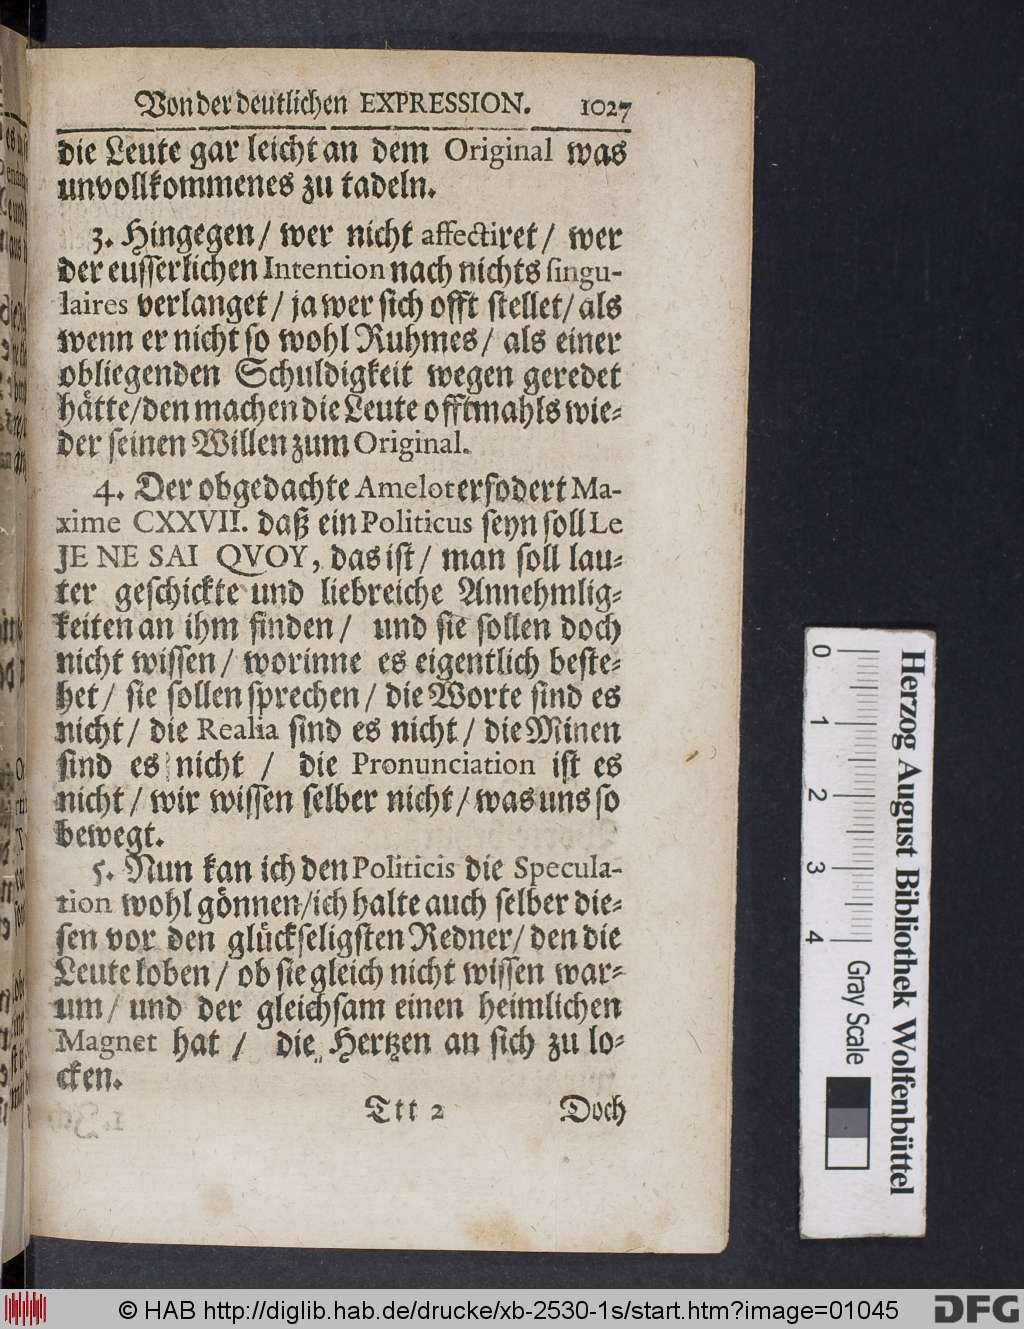 Von der deutlichen EXPRESSION. 1027
die Leute gar leicht an dem Original was
unvollkommenes zu tadeln.
3. Hingegen / wer nicht affectiret / wer
der eusserlichen Intention nach nichts singu-
laires verlanget / ja wer sich offt stellet / als
wenn er nicht so wohl Ruhmes / als einer
obliegenden Schuldigkeit wegen geredet
hätte / den machen die Leute offtmahls wie-
der seinen Willen zum Original.
4. Der obgedachte Amelot erfodert Ma-
xime CXXVII. daß ein Politicus seyn soll Le
JE NE SAI QVOY, das ist / man soll lau-
ter geschickte und liebreiche Annehmlig-
keiten an ihm finden / und sie sollen doch
nicht wissen / worinne es eigentlich beste-
het / sie sollen sprechen / die Worte sind es
nicht / die Realia sind es nicht / die Minen
sind es nicht / die Pronunciation ist es
nicht / wir wissen selber nicht / was uns so
bewegt.
5. Nun kan ich den Politicis die Specula-
tion wohl gönnen / ich halte auch selber die-
sen vor den glückseligsten Redner / den die
Leute loben / ob sie gleich nicht wissen war-
um / und der gleichsam einen heimlichen
Magnet hat / die Hertzen an sich zu lo-
cken.
Ttt 2 Doch
0 1 2 3 4 Gray Scale
Herzog August Bibliothek Wolfenbüttel
© HAB http://diglib.hab.de/drucke/xb-2530-1s/start.htm?image=01045
DFG